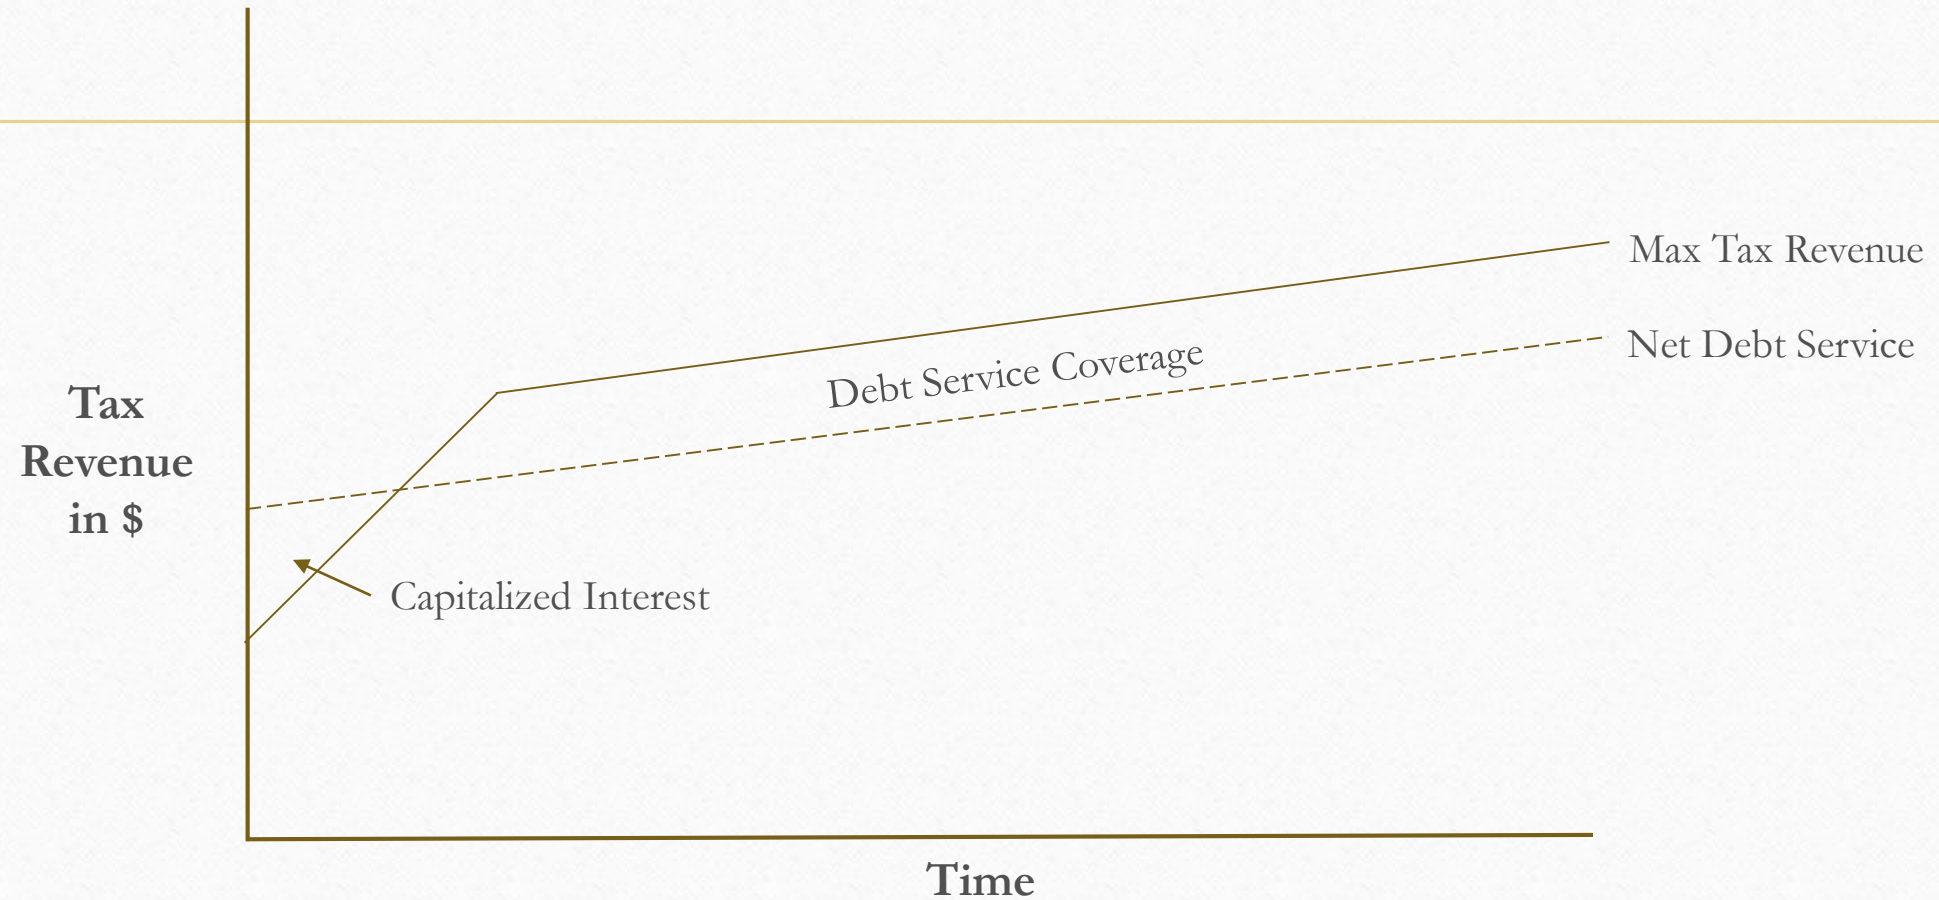 Max Tax Revenue
Debt Service Coverage
Net Debt Service
Tax
Revenue
in $
Capitalized Interest
Time